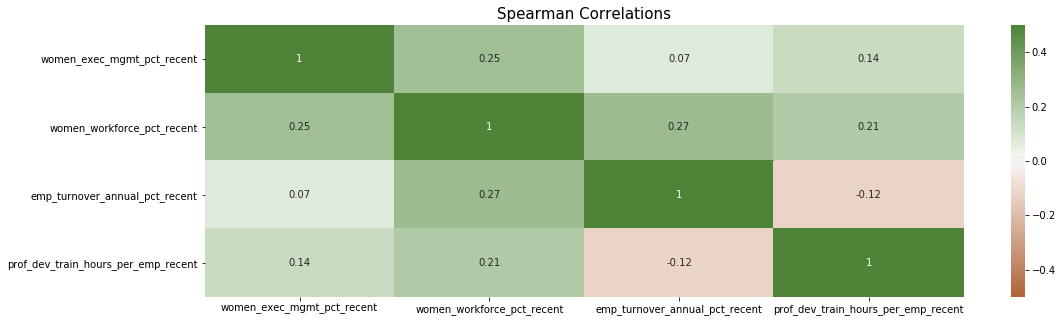 Spearman Correlations
women_exec_mgmt_pct_recent 1 0.25 0.07 0.14
women_workforce_pct_recent 0.25 1 0.27 0.21
emp_turnover_annual_pct_recent 0.07 0.27 1 -0.12
prof_dev_train_hours_per_emp_recent 0.14 0.21 -0.12 1
women_exec_mgmt_pct_recent women_workforce_pct_recent emp_turnover_annual_pct_recent prof_dev_train_hours_per_emp_recent
0.4
0.2
0.0
-0.2
-0.4